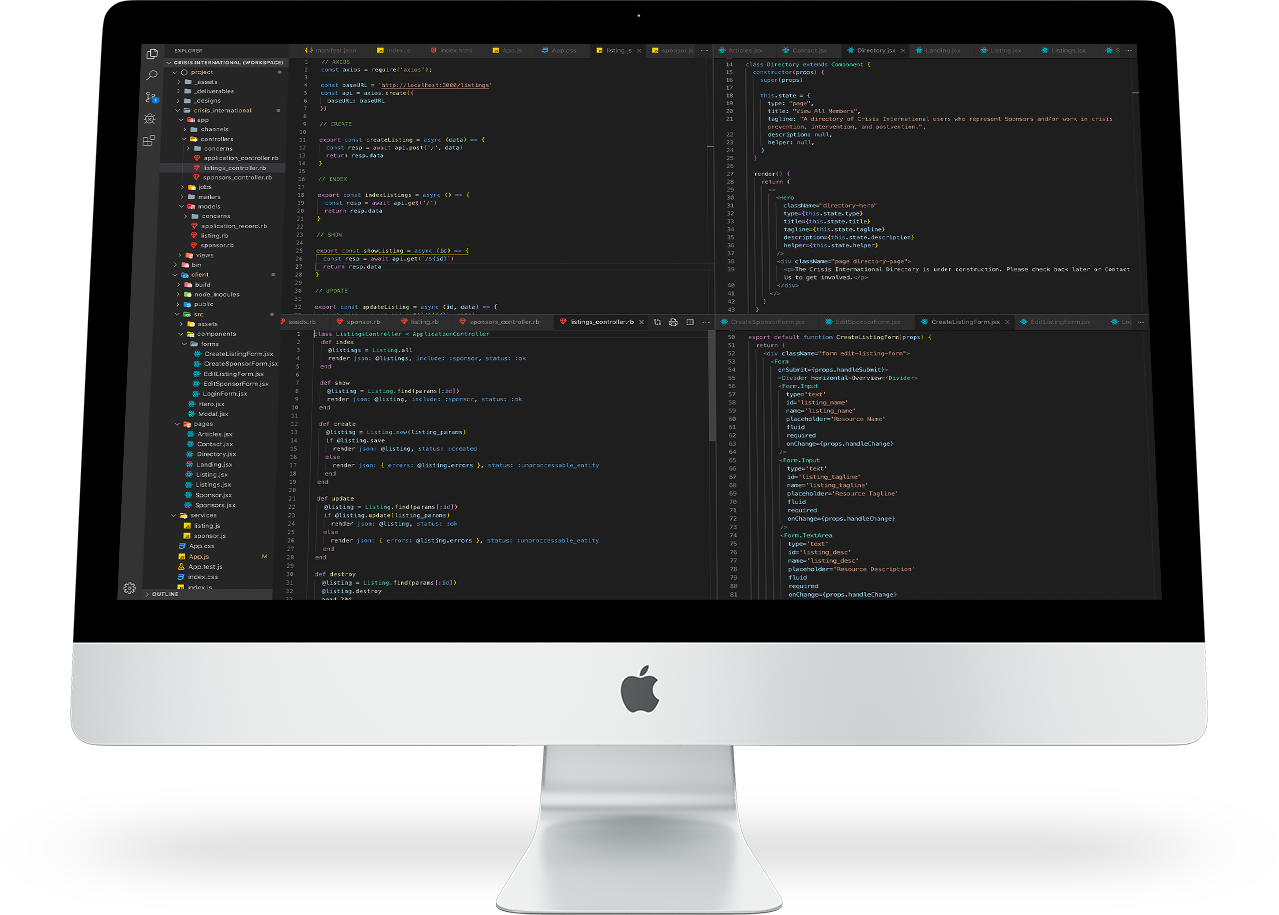 EXPLORER
CRISIS-INTERNATIONAL (WORKSPACE)
project
_assets
_deliverables
_designs
crisis_international
app
channels
controllers
concerns
application_controller.rb
listings_controller.rb
sponsors_controller.rb
jobs
mailers
models
concerns
application_record.rb
listing.rb
sponsor.rb
views
bin
client
build
node_modules
public
src
assets
components
forms
CreateListingForm.jsx
CreateSponsorForm.jsx
EditListingForm.jsx
EditSponsorForm.jsx
LoginForm.jsx
Hero.jsx
Modal.jsx
pages
Articles.jsx
Contact.jsx
Directory.jsx
Landing.jsx
Listing.jsx
Listings.jsx
Sponsor.jsx
Sponsors.jsx
services
listing.js
sponsor.js
App.css
App.js M
App.test.js
index.css
index.js
OUTLINE
manifest.json
index.html
App.js
App.css
listing.js
sponsor.js
1 // AXIOS
2 const axios = require('axios');
3
4 const baseURL = 'http://localhost:3000/listings'
5 const api = axios.create({
6 baseURL: baseURL
7 })
8
9 // CREATE
10
11 export const createListing = async (data) => {
12 const resp = await api.post('/', data)
13 return resp.data
14 }
15
16 // INDEX
17
18 export const indexListings = async () => {
19 const resp = await api.get('/')
20 return resp.data
21 }
22
23 // SHOW
24
25 export const showListing = async (id) => {
26 const resp = await api.get(`/${id}`)
27 return resp.data
28 }
29
30 // UPDATE
31
32 export const updateListing = async (id, data) => {
Articles.jsx
Contact.jsx
Directory.jsx
Landing.jsx
Listing.jsx
Listings.jsx
S
14 class Directory extends Component {
15 constructor(props) {
16 super(props)
17
18 this.state = {
19 type: "page",
20 title: "View All Members",
21 tagline: "A directory of Crisis International users who represent Sponsors and/or work in crisis
prevention, intervention, and postvention.",
22 description: null,
23 helper: null,
24 }
25 }
26
27 render() {
28 return (
29 <>
30 <Hero
31 className="directory-hero"
32 type={this.state.type}
33 title={this.state.title}
34 tagline={this.state.tagline}
35 description={this.state.description}
36 helper={this.state.helper}
37 />
38 <div className="page directory-page">
39 <p>The Crisis International Directory is under construction. Please check back later or Contact
Us to get involved.</p>
40 </div>
41 </>
42 )
43 }
seeds.rb
sponsor.rb
listing.rb
sponsors_controller.rb
listings_controller.rb
1 class ListingsController < ApplicationController
2 def index
3 @listings = Listing.all
4 render json: @listings, include: :sponsor, status: :ok
5 end
6
7 def show
8 @listing = Listing.find(params[:id])
9 render json: @listing, include: :sponsor, status: :ok
10 end
11
12 def create
13 @listing = Listing.new(listing_params)
14 if @listing.save
15 render json: @listing, status: :created
16 else
17 render json: { errors: @listing.errors }, status: :unproccessable_entity
18 end
19 end
20
21 def update
22 @listing = Listing.find(params[:id])
23 if @listing.update(listing_params)
24 render json: @listing, status: :ok
25 else
26 render json: { errors: @listing.errors }, status: :unproccessable_entity
27 end
28 end
29
30 def destroy
31 @listing = Listing.find(params[:id])
32 @listing.destroy
CreateSponsorForm.jsx
EditSponsorForm.jsx
CreateListingForm.jsx
EditListingForm.jsx
50 export default function CreateListingForm(props) {
51 return (
52 <div className="form edit-listing-form">
53 <Form
54 onSubmit={props.handleSubmit}>
55 <Divider horizontal>Overview</Divider>
56 <Form.Input
57 type='text'
58 id='listing_name'
59 name='listing_name'
60 placeholder='Resource Name'
61 fluid
62 required
63 onChange={props.handleChange}
64 />
65 <Form.Input
66 type='text'
67 id='listing_tagline'
68 name='listing_tagline'
69 placeholder='Resource Tagline'
70 fluid
71 required
72 onChange={props.handleChange}
73 />
74 <Form.TextArea
75 type='text'
76 id='listing_desc'
77 name='listing_desc'
78 placeholder='Resource Description'
79 fluid
80 required
81 onChange={props.handleChange}